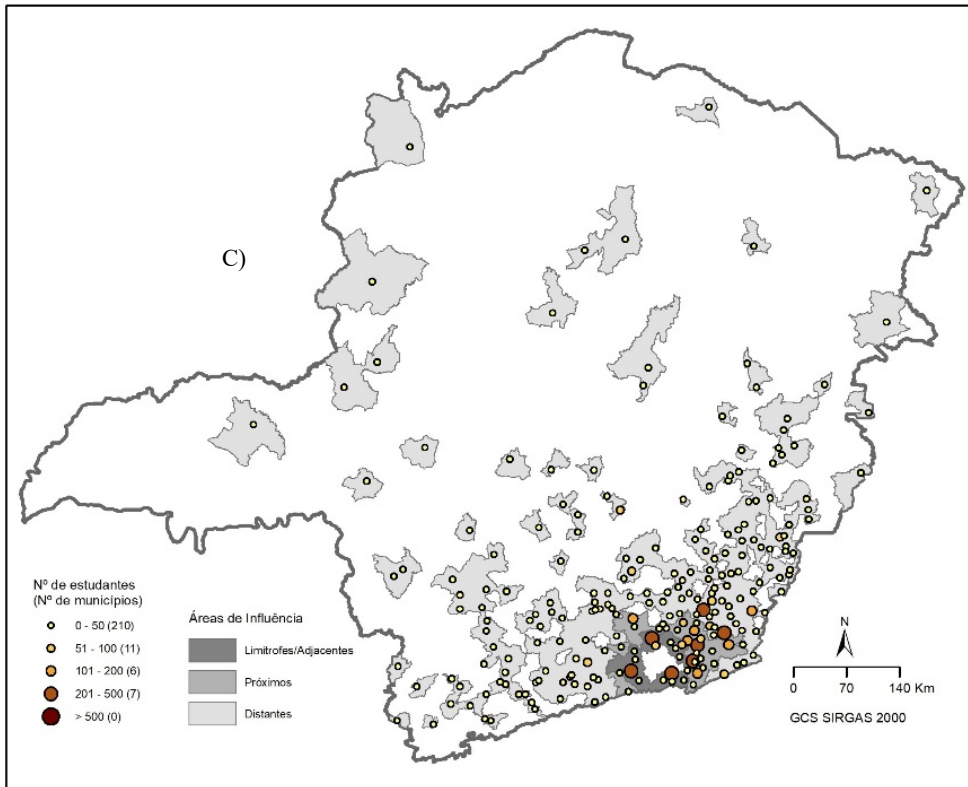 C)
Nº de estudantes
(Nº de municípios)
0 - 50 (210)
51 - 100 (11)
101 - 200 (6)
201 - 500 (7)
> 500 (0)
Áreas de Influência
Limítrofes/Adjacentes
Próximos
Distantes
N
0 70 140 Km
GCS SIRGAS 2000